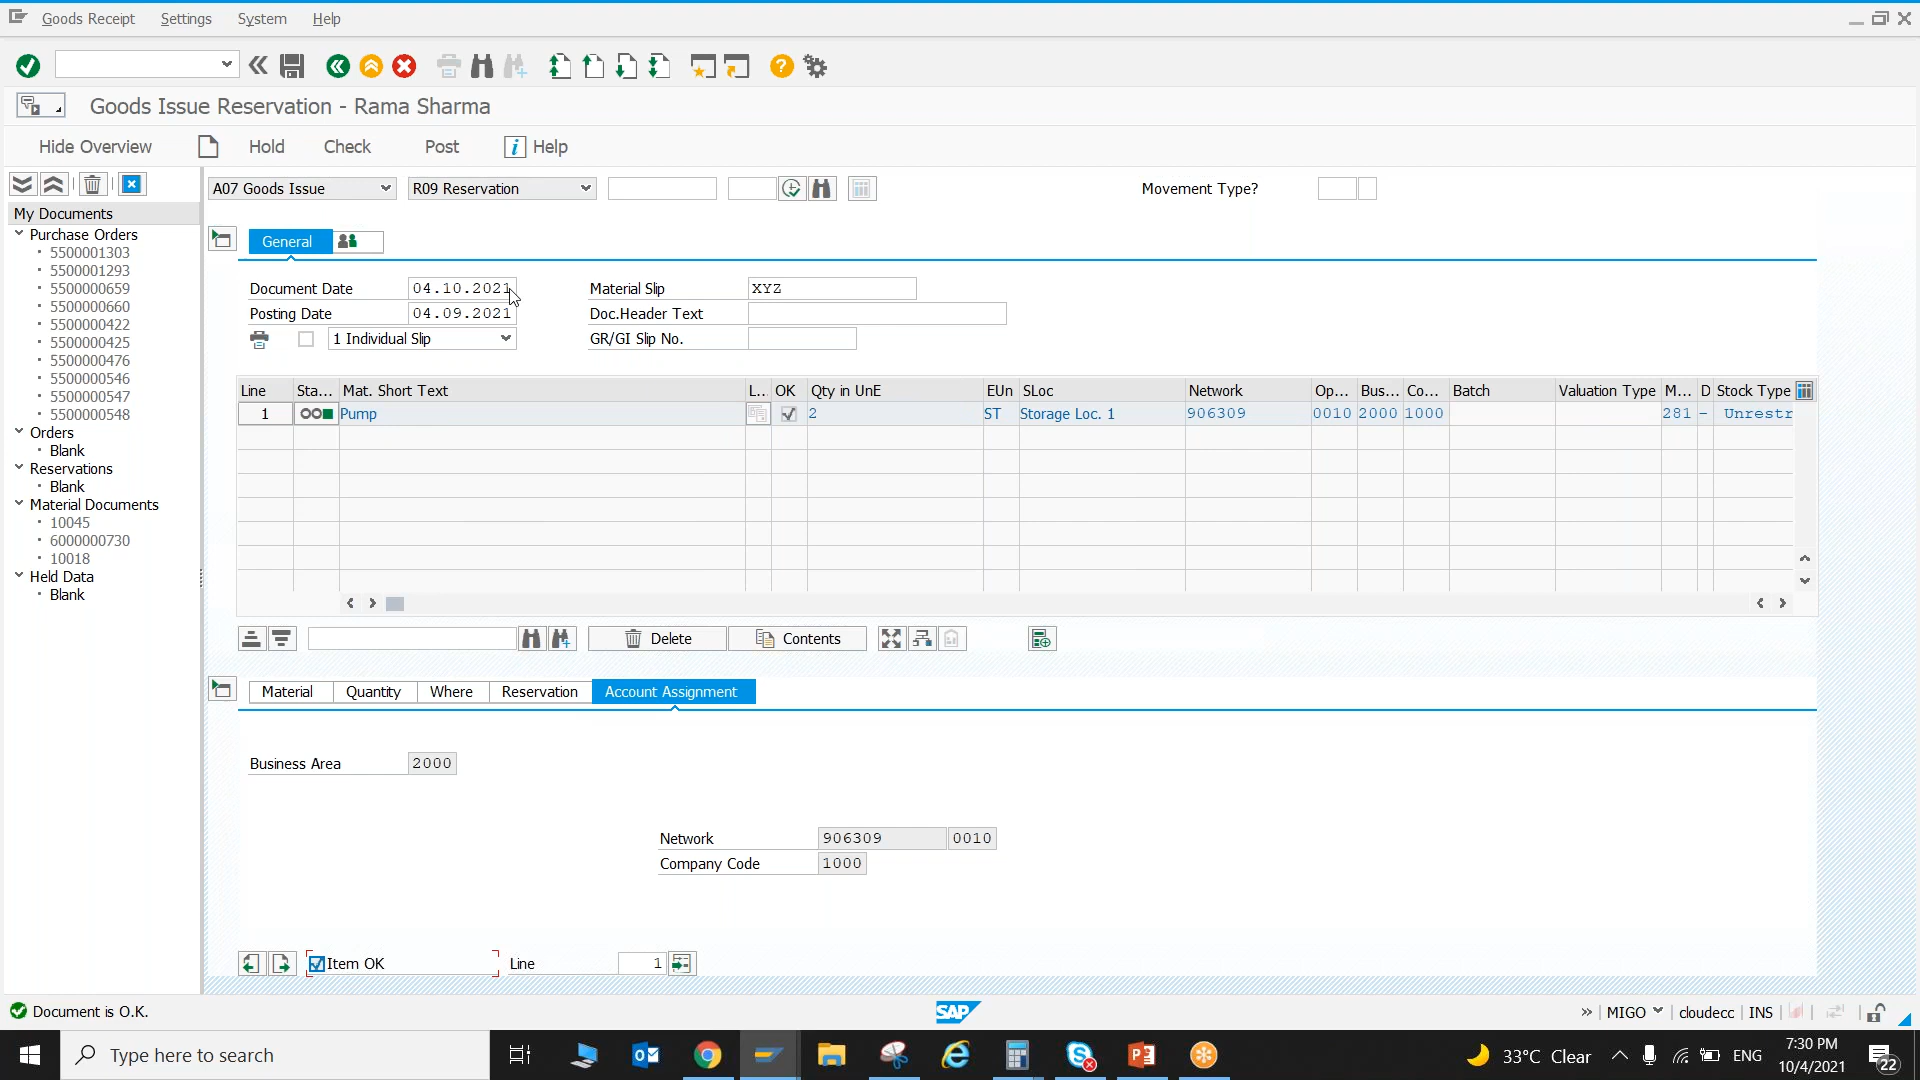 Goods Receipt Settings System Help
Goods Issue Reservation - Rama Sharma
Hide Overview Hold Check Post i Help
A07 Goods Issue R09 Reservation Movement Type?
My Documents
Purchase Orders
5500001303
5500001293
5500000659
5500000660
5500000422
5500000425
5500000476
5500000546
5500000547
5500000548
Orders
Blank
Reservations
Blank
Material Documents
10045
6000000730
10018
Held Data
Blank
General
Document Date 04.10.2021 Material Slip XYZ
Posting Date 04.09.2021 Doc.Header Text
1 Individual Slip GR/GI Slip No.
Line Sta... Mat. Short Text L... OK Qty in UnE EUn SLoc Network Op... Bus... Co... Batch Valuation Type M... D Stock Type
1 Pump 2 ST Storage Loc. 1 906309 0010 2000 1000 281 - Unrestr
Delete Contents
Material Quantity Where Reservation Account Assignment
Business Area 2000
Network 906309 0010
Company Code 1000
Item OK Line 1
Document is O.K. SAP » MIGO cloudecc INS
Type here to search 33°C Clear ENG 7:30 PM
10/4/2021 22